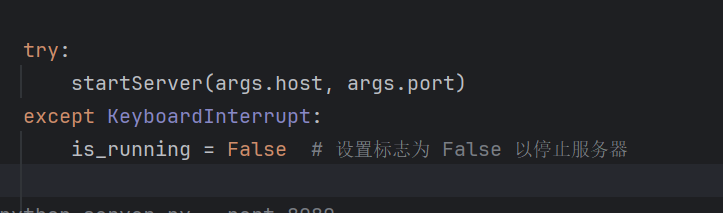 try:
    startServer(args.host, args.port)
except KeyboardInterrupt:
    is_running = False  # 设置标志为 False 以停止服务器